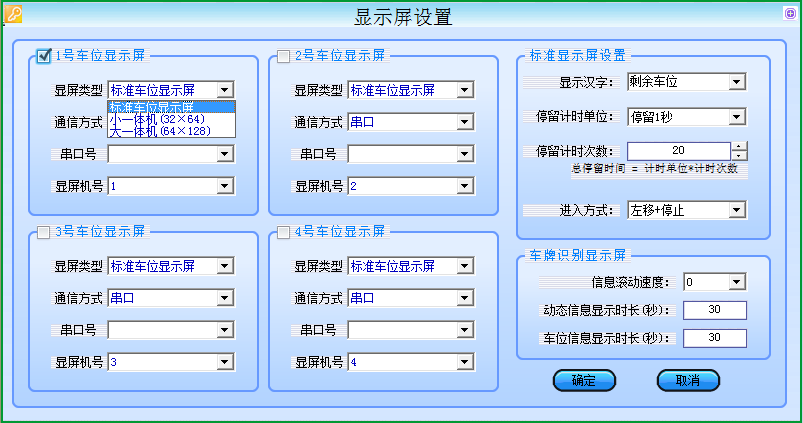 显示屏设置
1号车位显示屏
显屏类型 标准车位显示屏
标准车位显示屏
通信方式 小一体机(32×64)
大一体机(64×128)
串口号
显屏机号 1
2号车位显示屏
显屏类型 标准车位显示屏
通信方式 串口
串口号
显屏机号 2
3号车位显示屏
显屏类型 标准车位显示屏
通信方式 串口
串口号
显屏机号 3
4号车位显示屏
显屏类型 标准车位显示屏
通信方式 串口
串口号
显屏机号 4
标准显示屏设置
显示汉字: 剩余车位
停留计时单位: 停留1秒
停留计时次数: 20
总停留时间 = 计时单位*计时次数
进入方式: 左移+停止
车牌识别显示屏
信息滚动速度: 0
动态信息显示时长(秒): 30
车位信息显示时长(秒): 30
确定 取消